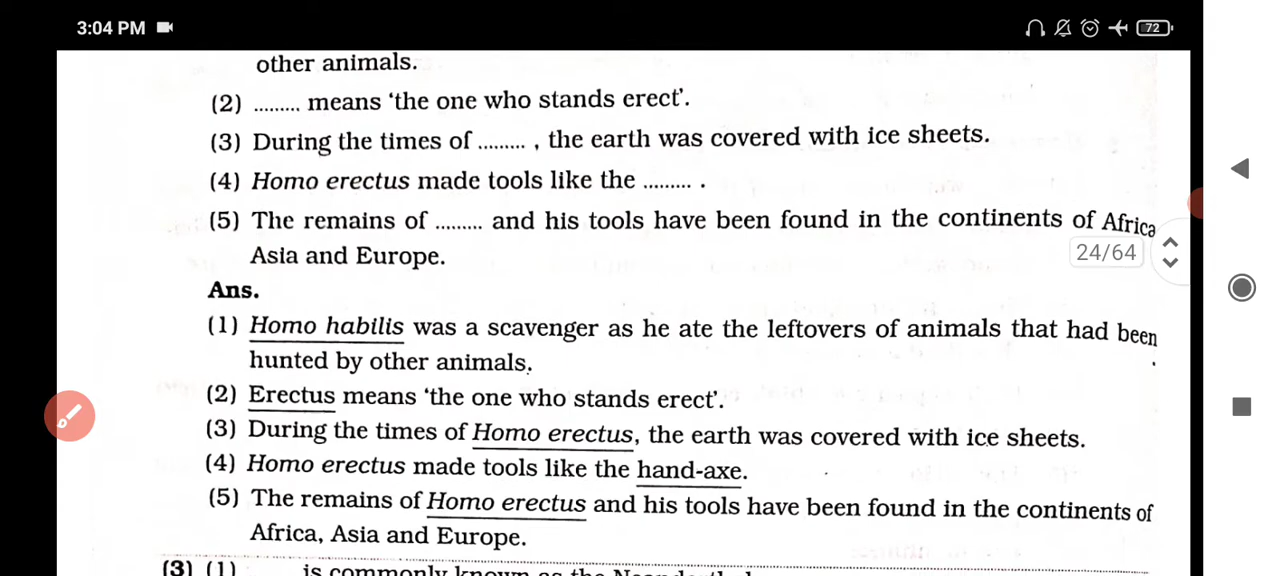 3:04 PM
72
other animals.
(2) ......... means ‘the one who stands erect’.
(3) During the times of ......... , the earth was covered with ice sheets.
(4) Homo erectus made tools like the ......... .
(5) The remains of ......... and his tools have been found in the continents of Africa
Asia and Europe.
24/64
Ans.
(1) Homo habilis was a scavenger as he ate the leftovers of animals that had been
hunted by other animals.
(2) Erectus means ‘the one who stands erect’.
(3) During the times of Homo erectus, the earth was covered with ice sheets.
(4) Homo erectus made tools like the hand-axe.
(5) The remains of Homo erectus and his tools have been found in the continents of
Africa, Asia and Europe.
(3) (1) is commonly known as the Neanderthal